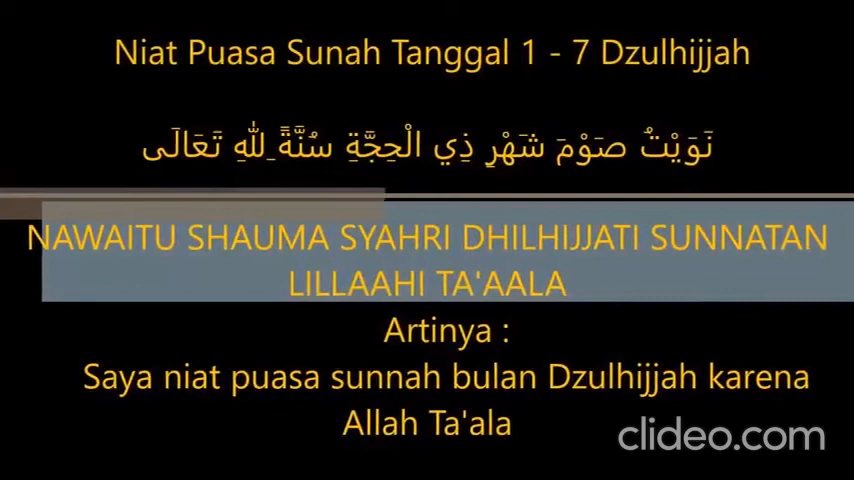 Niat Puasa Sunah Tanggal 1 - 7 Dzulhijjah
نَوَيْتُ صَوْمَ شَهْرِ ذِي الْحِجَّةِ سُنَّةً لِلّٰهِ تَعَالَى
NAWAITU SHAUMA SYAHRI DHILHIJJATI SUNNATAN
LILLAAHI TA'AALA
Artinya :
Saya niat puasa sunnah bulan Dzulhijjah karena
Allah Ta'ala
clideo.com